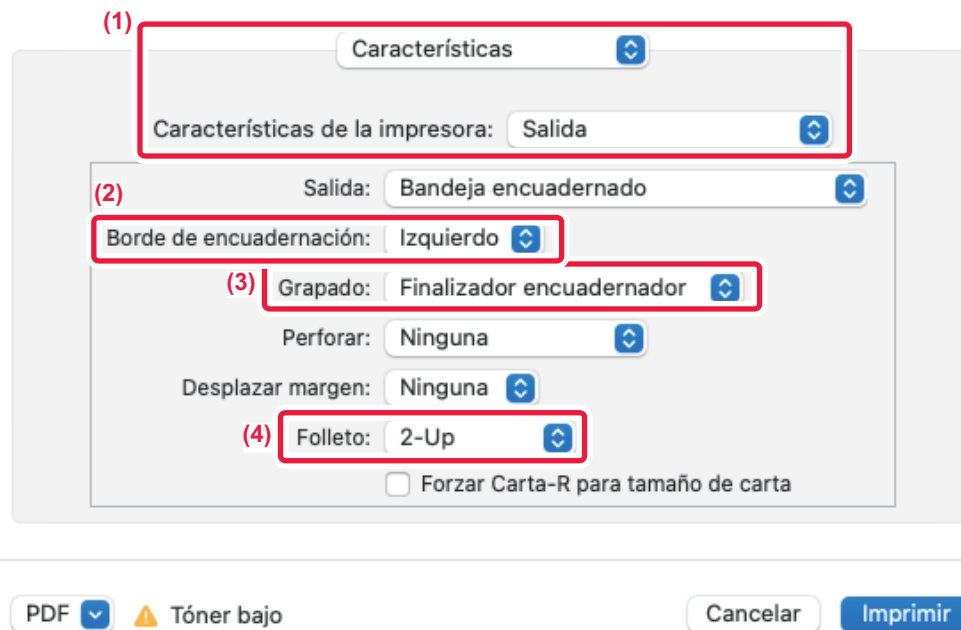 (1)
Características
Características de la impresora: Salida
Salida: Bandeja encuadernado
(2)
Borde de encuadernación: Izquierdo
(3) Grapado: Finalizador encuadernador
Perforar: Ninguna
Desplazar margen: Ninguna
(4) Folleto: 2-Up
Forzar Carta-R para tamaño de carta
PDF Tóner bajo Cancelar Imprimir